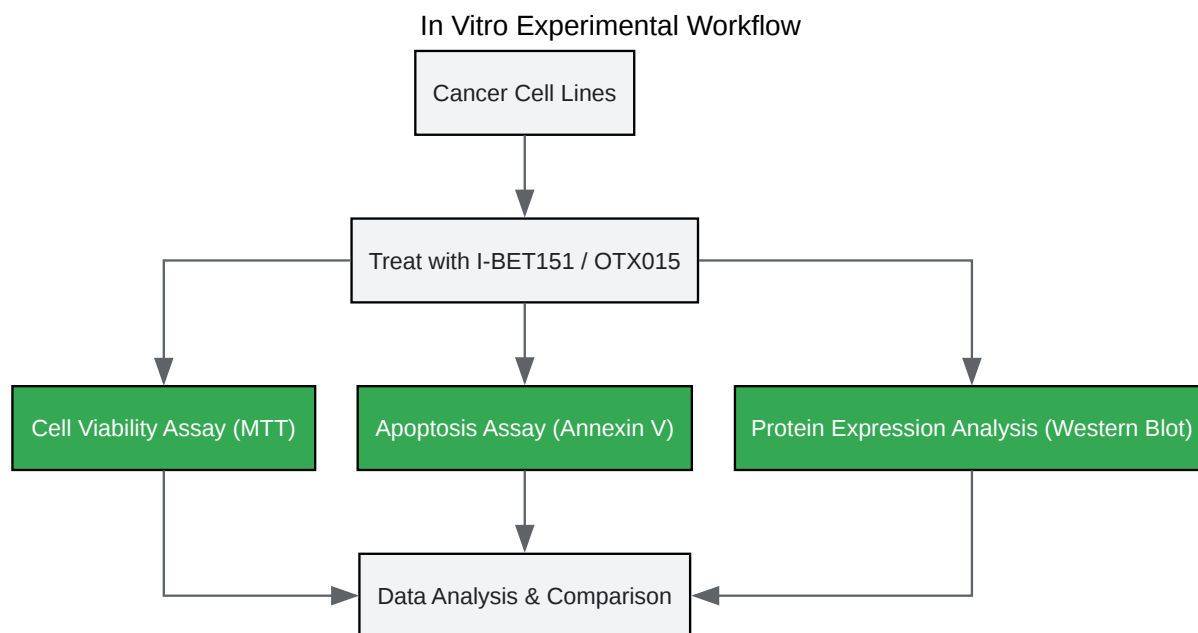 In Vitro Experimental Workflow
Cancer Cell Lines
Treat with I-BET151 / OTX015
Cell Viability Assay (MTT)
Apoptosis Assay (Annexin V)
Protein Expression Analysis (Western Blot)
Data Analysis & Comparison